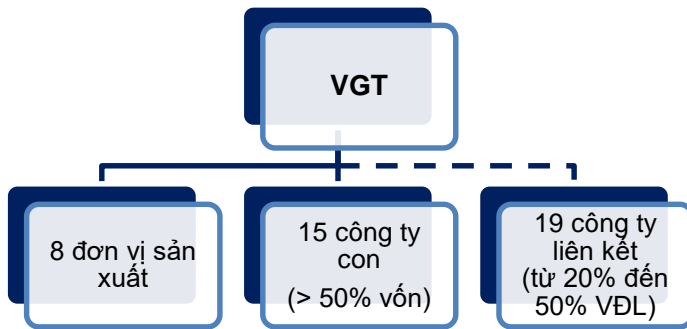 VGT
8 đơn vị sản
xuất
15 công ty
con
(> 50% vốn)
19 công ty
liên kết
(từ 20% đến
50% VĐL)